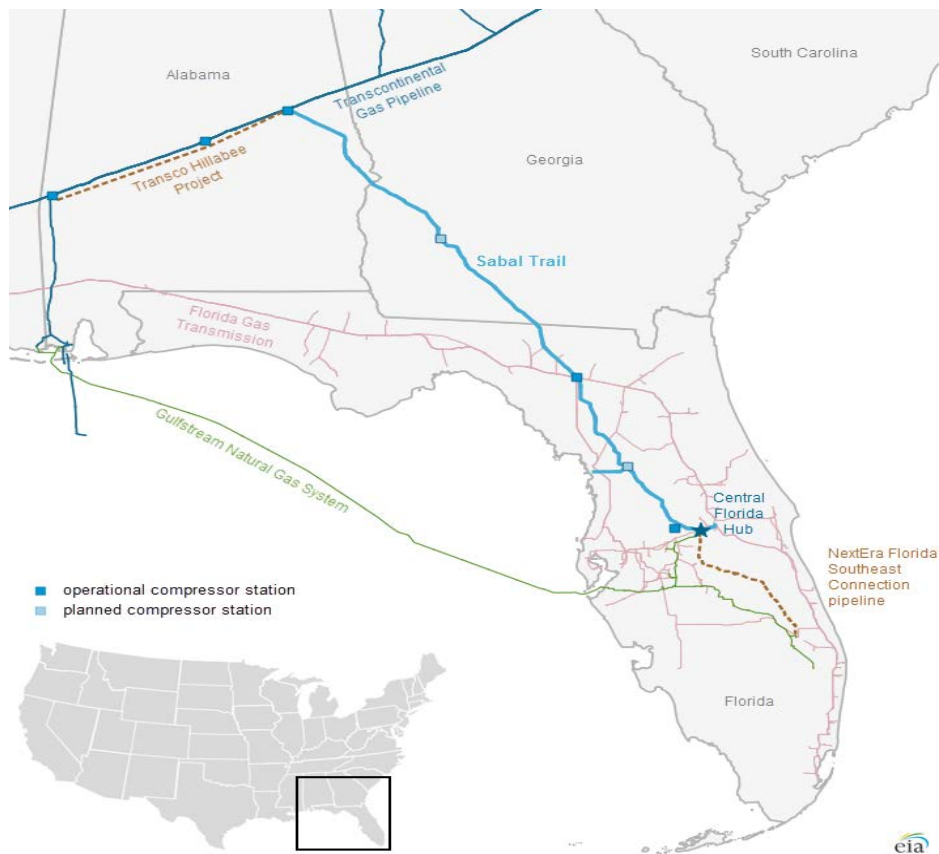 South Carolina
Alabama
Transcontinental
Gas Pipeline
Georgia
Transco Hillabee
Project
Sabal Trail
Florida Gas
Transmission
Gulfstream Natural Gas System
Central
Florida
Hub
NextEra Florida
Southeast
Connection
pipeline
operational compressor station
planned compressor station
Florida
eia